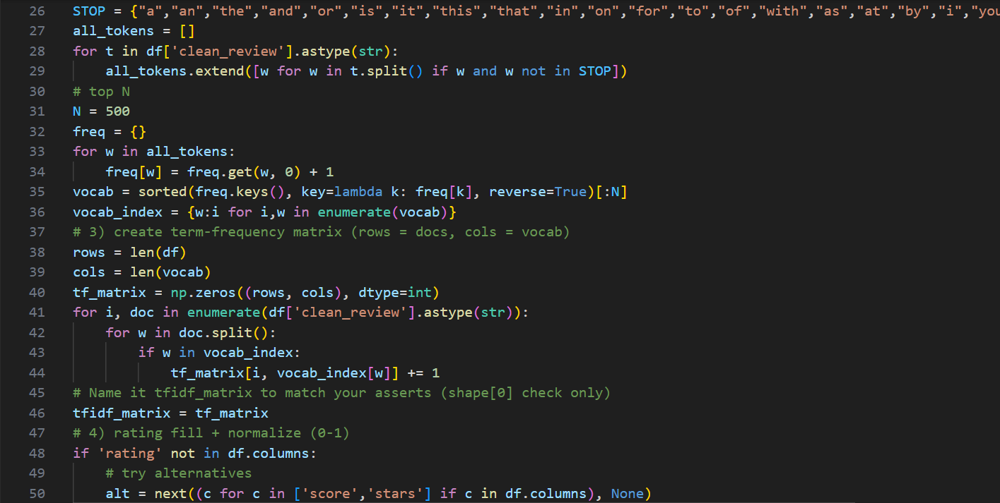 26 STOP = {"a","an","the","and","or","is","it","this","that","in","on","for","to","of","with","as","at","by","i","you
27 all_tokens = []
28 for t in df['clean_review'].astype(str):
29     all_tokens.extend([w for w in t.split() if w and w not in STOP])
30 # top N
31 N = 500
32 freq = {}
33 for w in all_tokens:
34     freq[w] = freq.get(w, 0) + 1
35 vocab = sorted(freq.keys(), key=lambda k: freq[k], reverse=True)[:N]
36 vocab_index = {w:i for i,w in enumerate(vocab)}
37 # 3) create term-frequency matrix (rows = docs, cols = vocab)
38 rows = len(df)
39 cols = len(vocab)
40 tf_matrix = np.zeros((rows, cols), dtype=int)
41 for i, doc in enumerate(df['clean_review'].astype(str)):
42     for w in doc.split():
43         if w in vocab_index:
44             tf_matrix[i, vocab_index[w]] += 1
45 # Name it tfidf_matrix to match your asserts (shape[0] check only)
46 tfidf_matrix = tf_matrix
47 # 4) rating fill + normalize (0-1)
48 if 'rating' not in df.columns:
49     # try alternatives
50     alt = next((c for c in ['score','stars'] if c in df.columns), None)